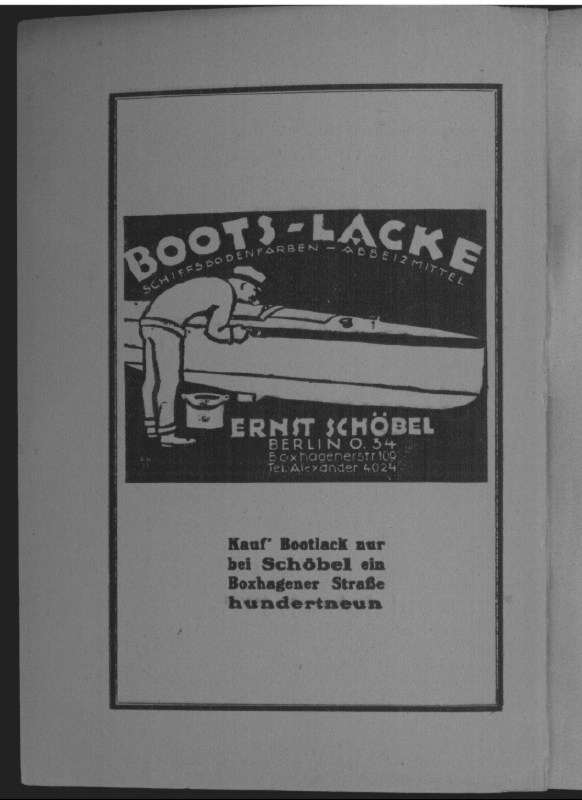 BOOTS-LACKE
SCHIFFSBODENFARBEN - ABBEIZMITTEL
ERNST SCHÖBEL
BERLIN O. 34
Boxhagenerstr 109
Tel. Alexander 4024
Kauf' Bootlack nur
bei Schöbel ein
Boxhagener Straße
hundertneun